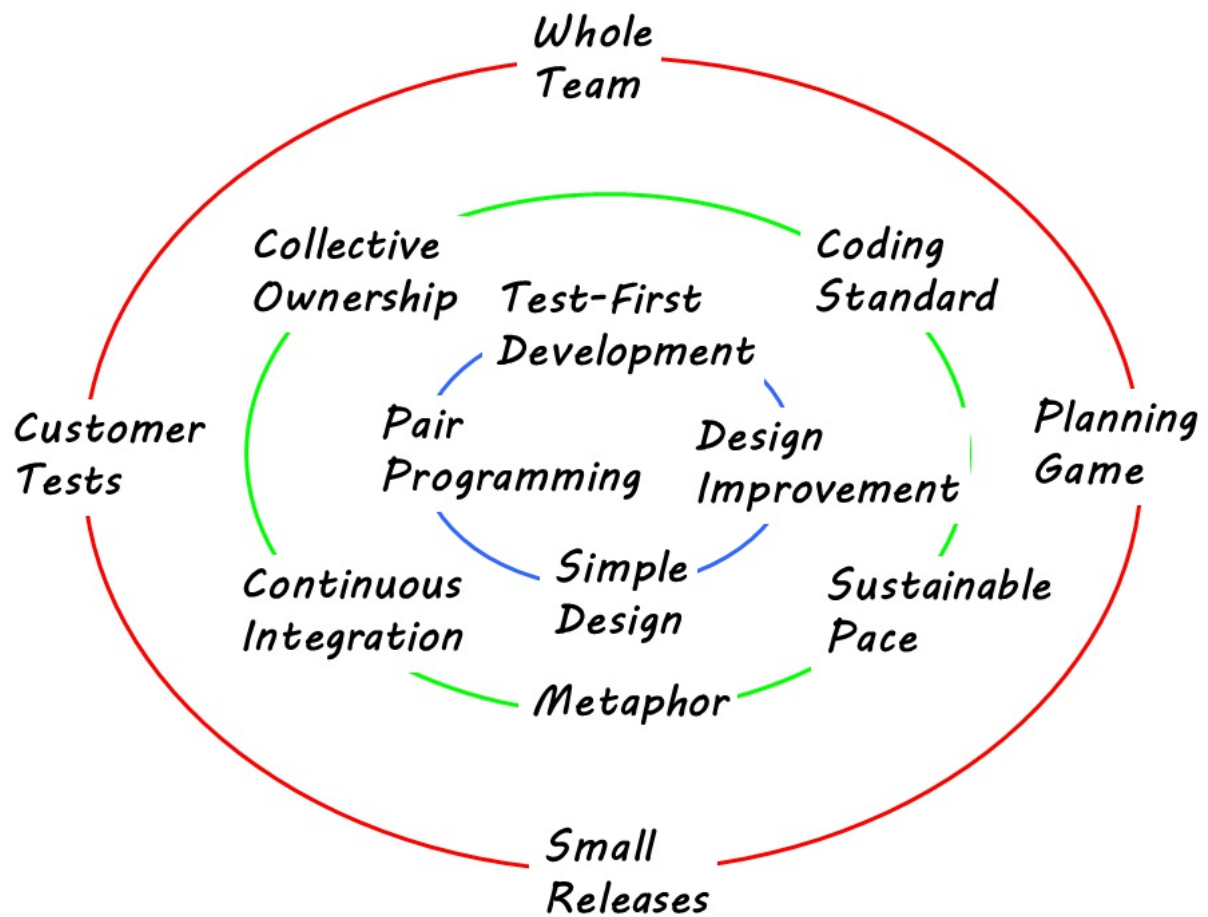 Whole
Team
Collective
Ownership
Coding
Standard
Test-First
Development
Customer
Tests
Pair
Programming
Design
Improvement
Planning
Game
Continuous
Integration
Simple
Design
Sustainable
Pace
Metaphor
Small
Releases